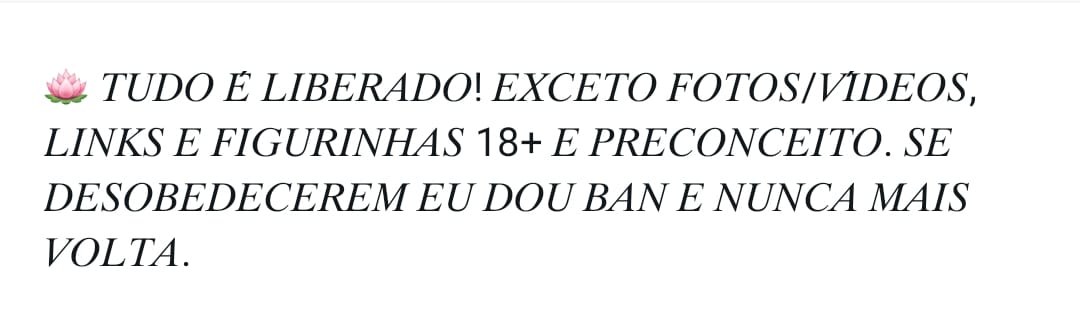 🪷 TUDO É LIBERADO! EXCETO FOTOS/VÍDEOS,
LINKS E FIGURINHAS 18+ E PRECONCEITO. SE
DESOBEDECEREM EU DOU BAN E NUNCA MAIS
VOLTA.